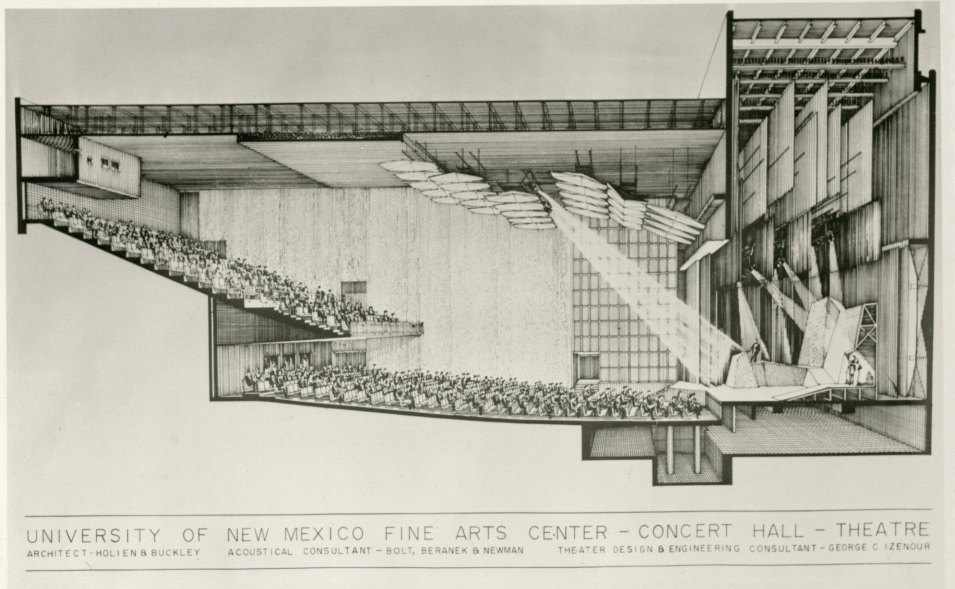 UNIVERSITY OF NEW MEXICO FINE ARTS CENTER – CONCERT HALL – THEATRE
ARCHITECT - HOLIEN & BUCKLEY ACOUSTICAL CONSULTANT – BOLT, BERANEK & NEWMAN THEATER DESIGN & ENGINEERING CONSULTANT – GEORGE C IZENOUR